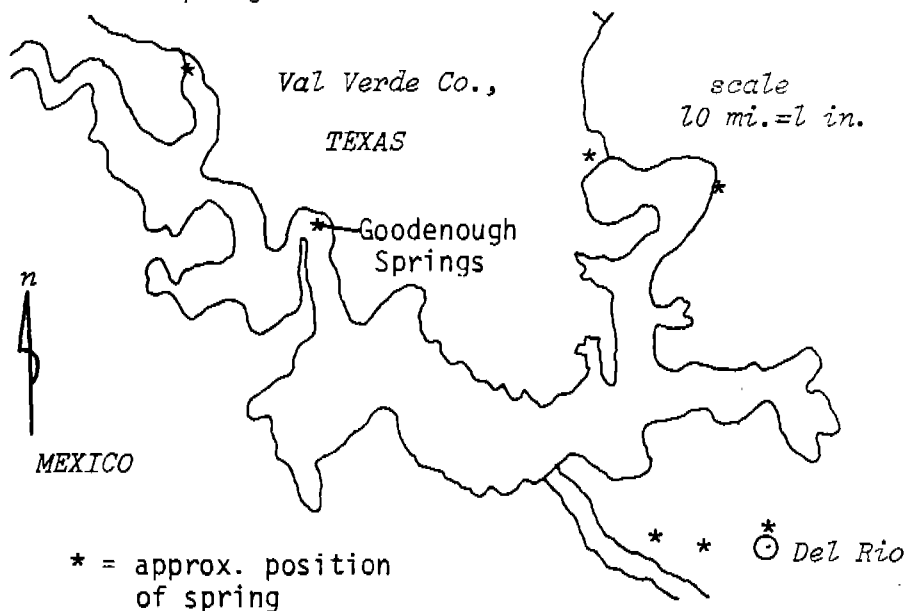 Val Verde Co.,
TEXAS
scale
10 mi.=1 in.
*
*
*
* Goodenough
Springs
n
MEXICO
* * *
Del Rio
* = approx. position
of spring